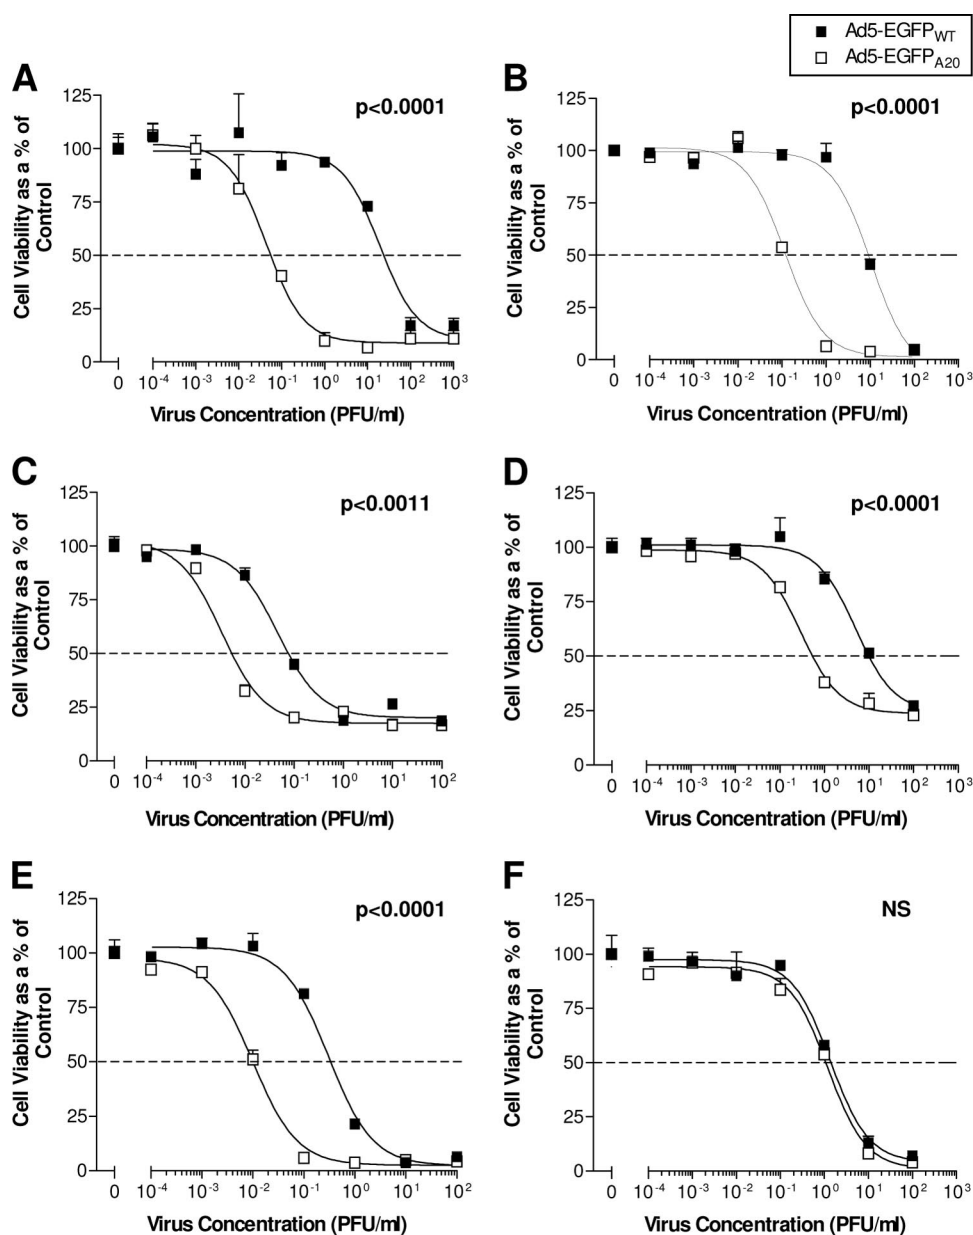 Ad5-EGFPWT
Ad5-EGFPA20
A
p<0.0001
Cell Viability as a % of
Control
125
100
75
50
25
0
0 10-4 10-3 10-2 10-1 100 101 102 103
Virus Concentration (PFU/ml)
B
p<0.0001
Cell Viability as a % of
Control
125
100
75
50
25
0
0 10-4 10-3 10-2 10-1 100 101 102 103
Virus Concentration (PFU/ml)
C
p<0.0011
Cell Viability as a % of
Control
125
100
75
50
25
0
0 10-4 10-3 10-2 10-1 100 101 102
Virus Concentration (PFU/ml)
D
p<0.0001
Cell Viability as a % of
Control
125
100
75
50
25
0
0 10-4 10-3 10-2 10-1 100 101 102 103
Virus Concentration (PFU/ml)
E
p<0.0001
Cell Viability as a % of
Control
125
100
75
50
25
0
0 10-4 10-3 10-2 10-1 100 101 102
Virus Concentration (PFU/ml)
F
NS
Cell Viability as a % of
Control
125
100
75
50
25
0
0 10-4 10-3 10-2 10-1 100 101 102 103
Virus Concentration (PFU/ml)